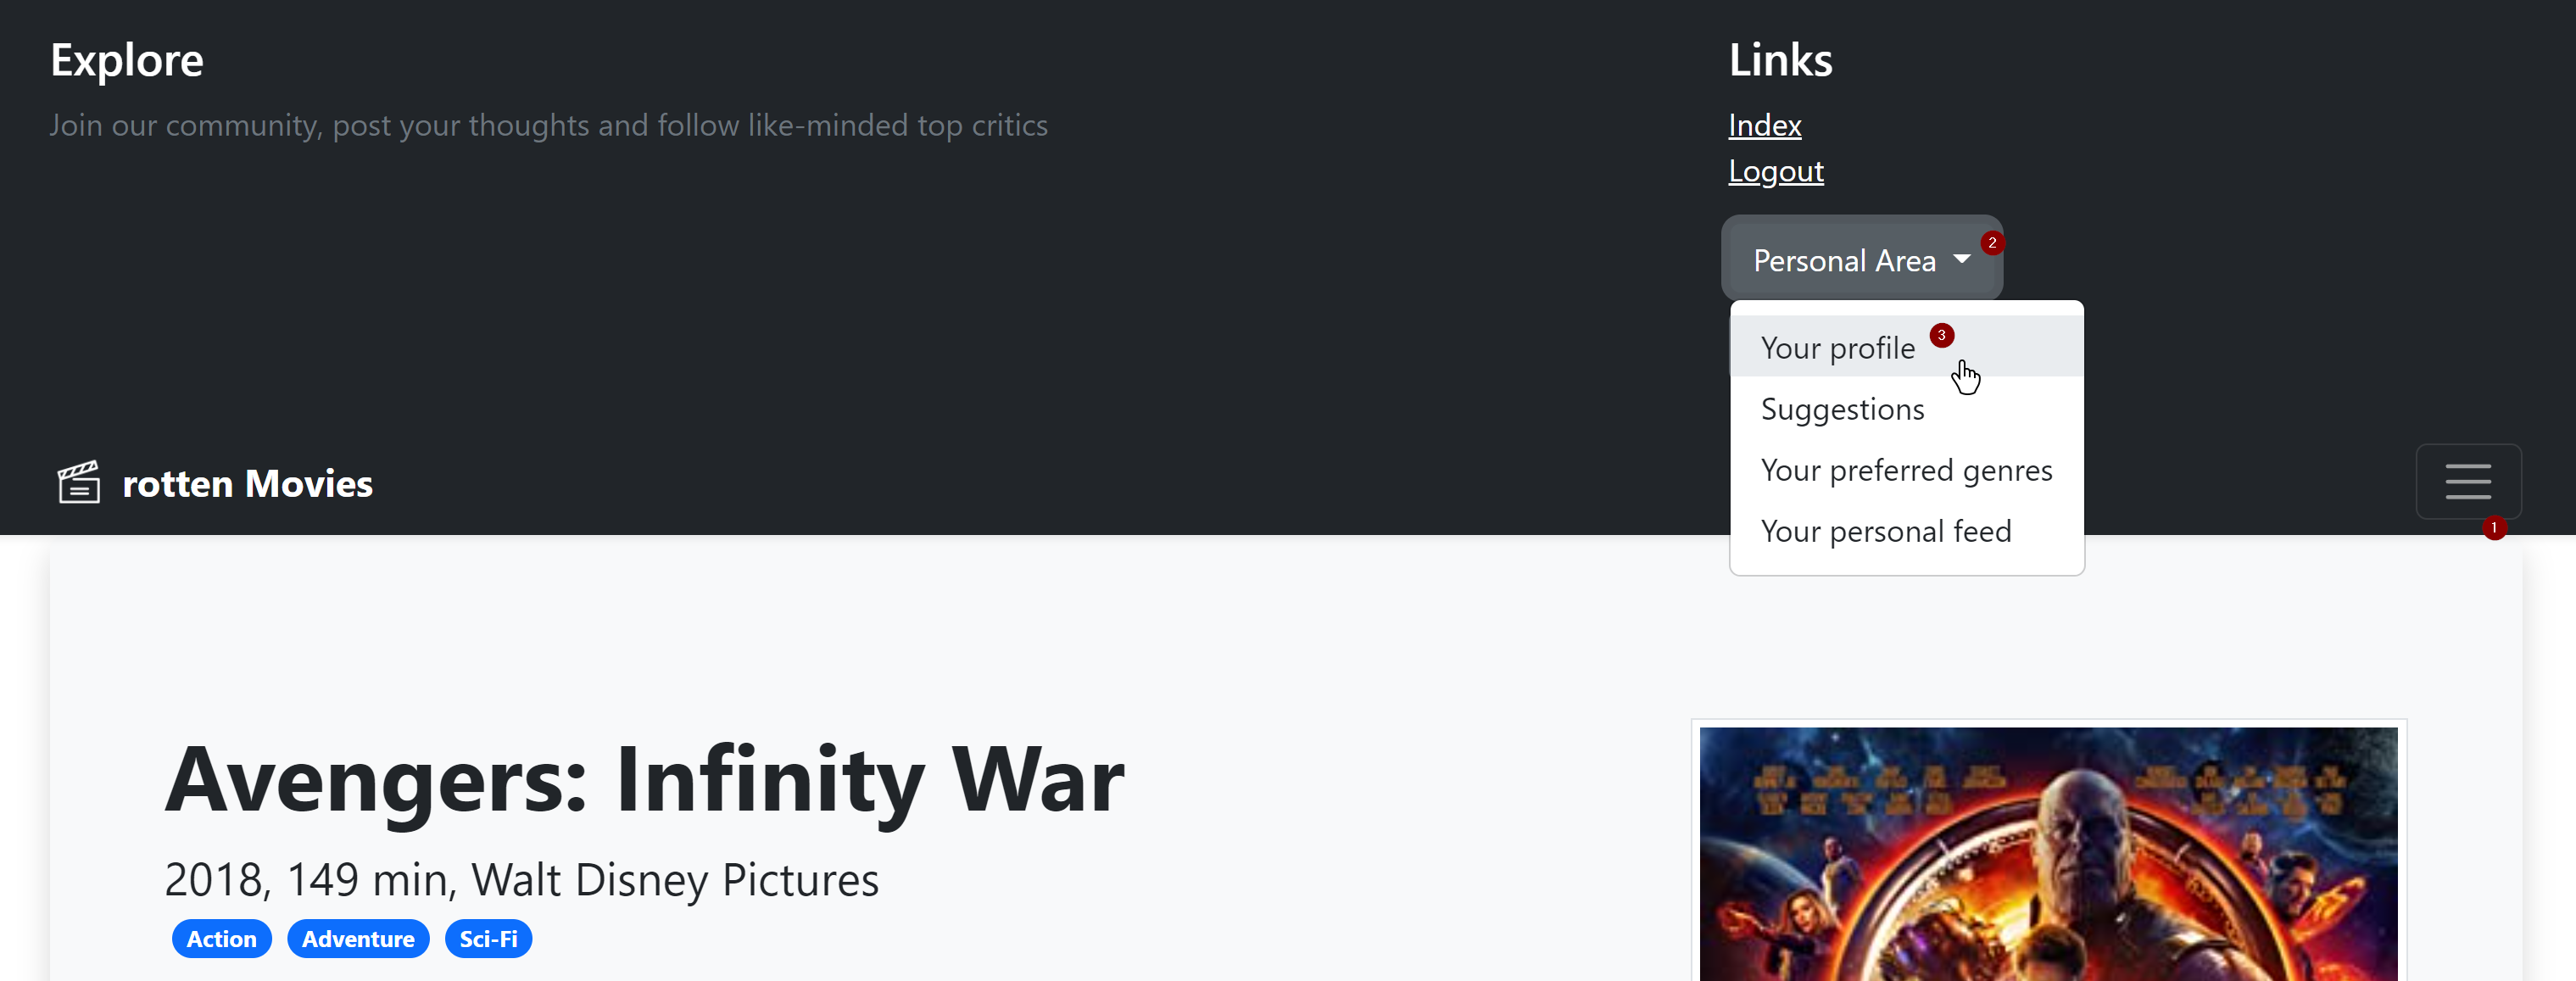 Explore
Join our community, post your thoughts and follow like-minded top critics
Links
Index
Logout
Personal Area 2
Your profile 3
Suggestions
Your preferred genres
Your personal feed
rotten Movies
1
Avengers: Infinity War
2018, 149 min, Walt Disney Pictures
Action Adventure Sci-Fi